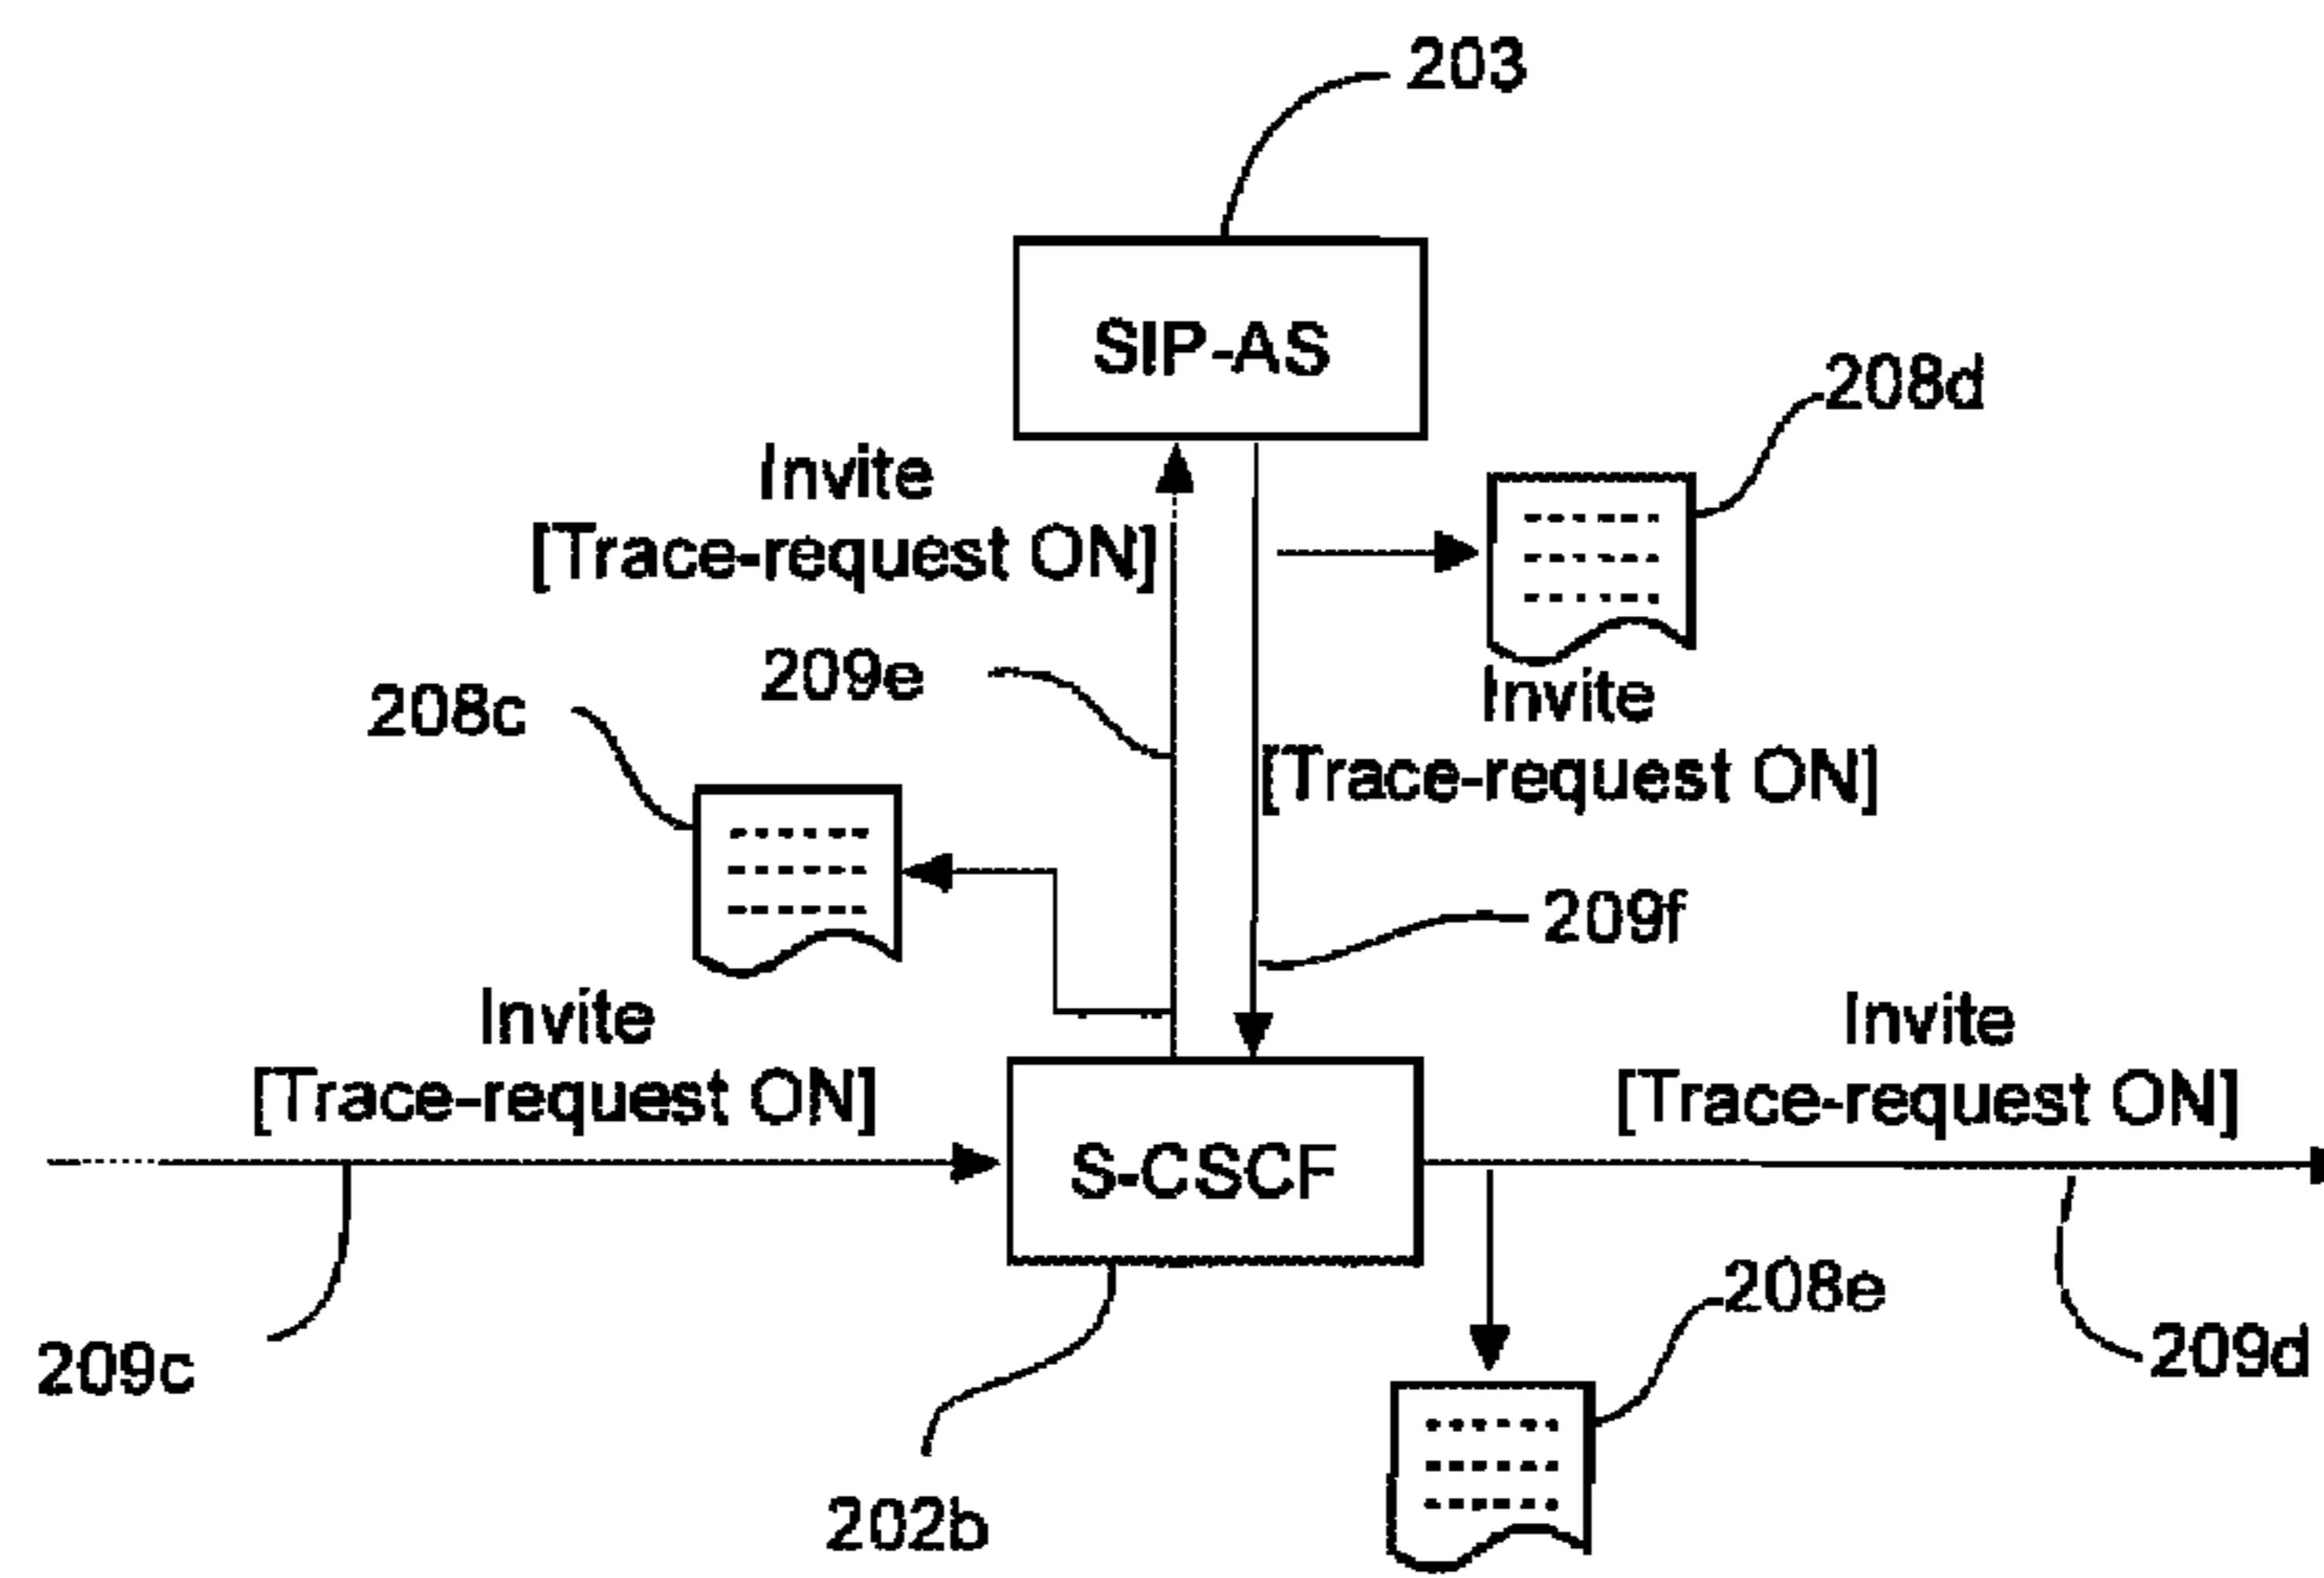 203
SIP-AS
208d
Invite
[Trace-request ON]
209e
208c
Invite
[Trace-request ON]
209f
Invite
[Trace-request ON]
Invite
[Trace-request ON]
S-CSCF
208e
209c
209d
202b